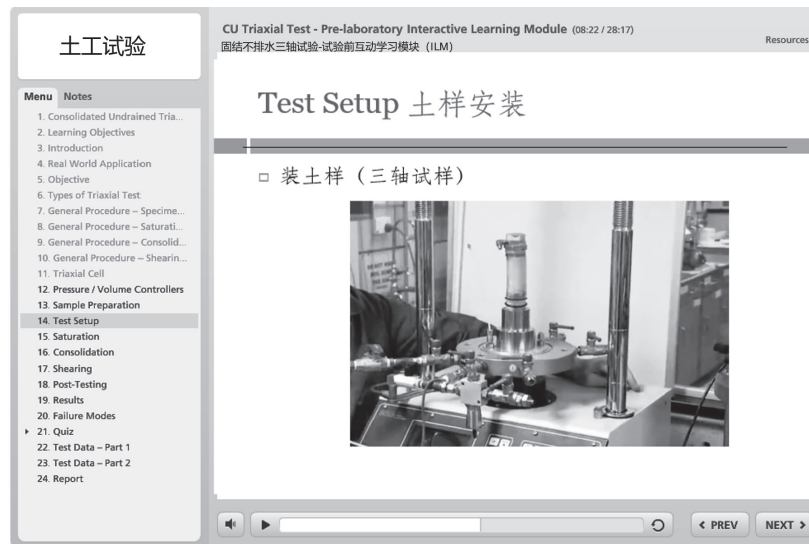 土工试验
CU Triaxial Test - Pre-laboratory Interactive Learning Module (08:22 / 28:17)
固结不排水三轴试验-试验前互动学习模块（ILM）
Resources
Menu Notes
1. Consolidated Undrained Tria...
2. Learning Objectives
3. Introduction
4. Real World Application
5. Objective
6. Types of Triaxial Test
7. General Procedure – Specime...
8. General Procedure – Saturati...
9. General Procedure – Consolid...
10. General Procedure – Shearin...
11. Triaxial Cell
12. Pressure / Volume Controllers
13. Sample Preparation
14. Test Setup
15. Saturation
16. Consolidation
17. Shearing
18. Post-Testing
19. Results
20. Failure Modes
21. Quiz
22. Test Data – Part 1
23. Test Data – Part 2
24. Report
Test Setup 土样安装
装土样（三轴试样）
< PREV
NEXT >